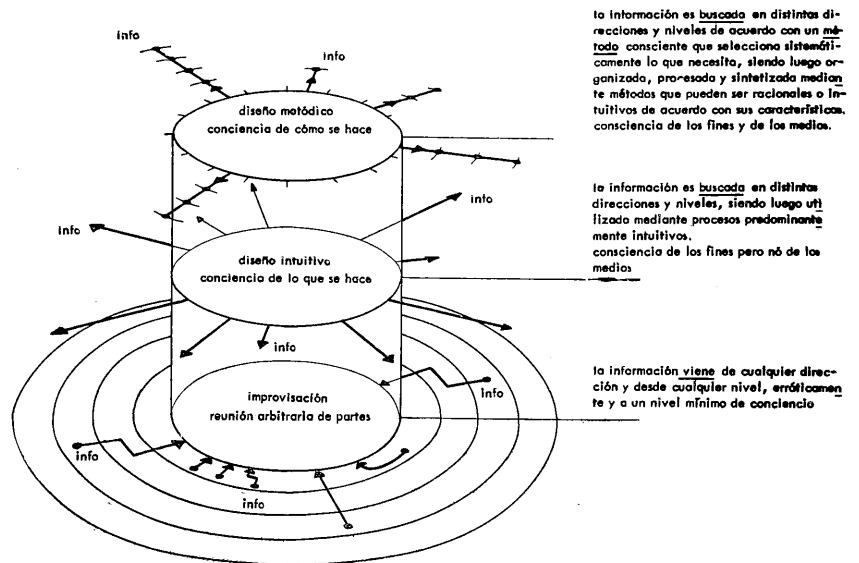 info
info
diseño metódico
conciencia de cómo se hace
la información es buscada en distintas di-
recciones y niveles de acuerdo con un mé-
todo consciente que selecciona sistemáti-
camente lo que necesita, siendo luego or-
ganizada, procesada y sintetizada median
te métodos que pueden ser racionales o in-
tuitivos de acuerdo con sus características.
consciencia de los fines y de los medios.
info
info
diseño intuitivo
conciencia de lo que se hace
info
la información es buscada en distintas
direcciones y niveles, siendo luego uti
lizada mediante procesos predominante
mente intuitivos.
consciencia de los fines pero nó de los
medios
improvisación
reunión arbitraria de partes
info
info
info
la información viene de cualquier direc-
ción y desde cualquier nivel, erráticamen
te y a un nivel mínimo de conciencio